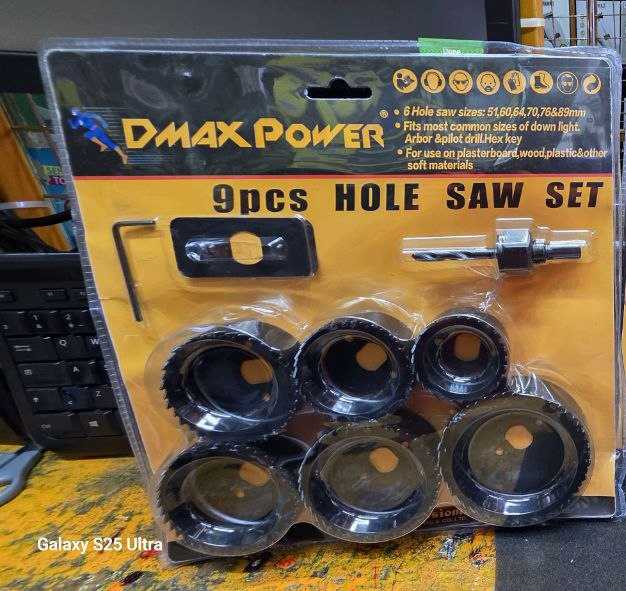 Done
DMAX POWER®
• 6 Hole saw sizes: 51,60,64,70,76&89mm
• Fits most common sizes of down light.
Arbor &pilot drill.Hex key
• For use on plasterboard,wood,plastic&other
soft materials
9pcs HOLE SAW SET
Q W
A
Z
Galaxy S25 Ultra